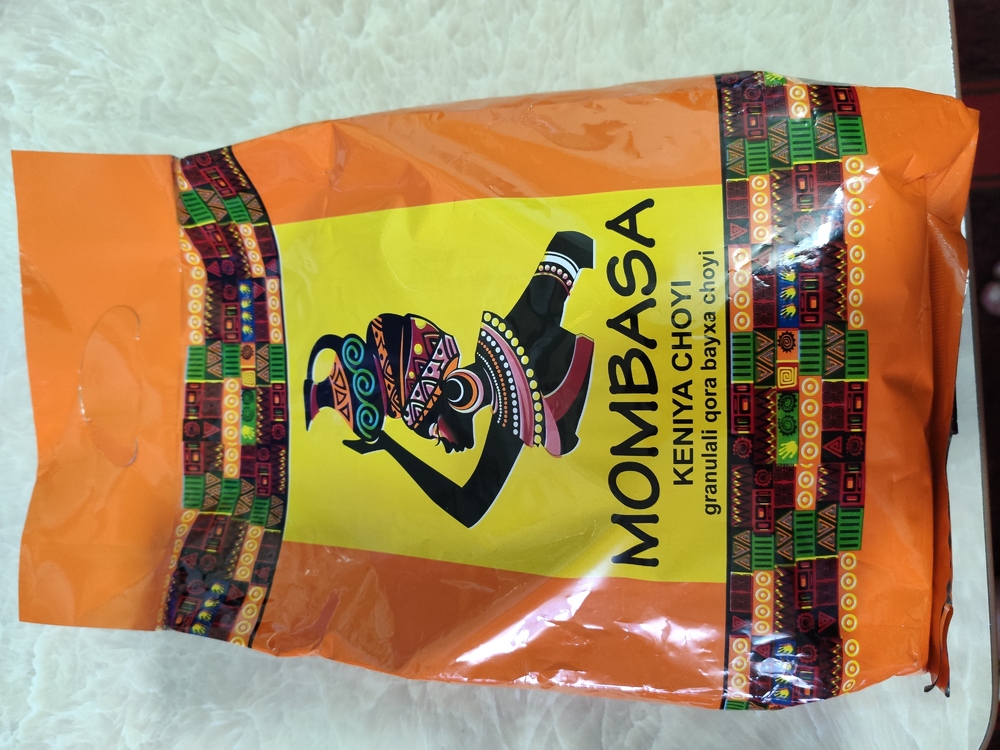 MOMBASA
KENIYA CHOYI
granulali qora bayxa choyi